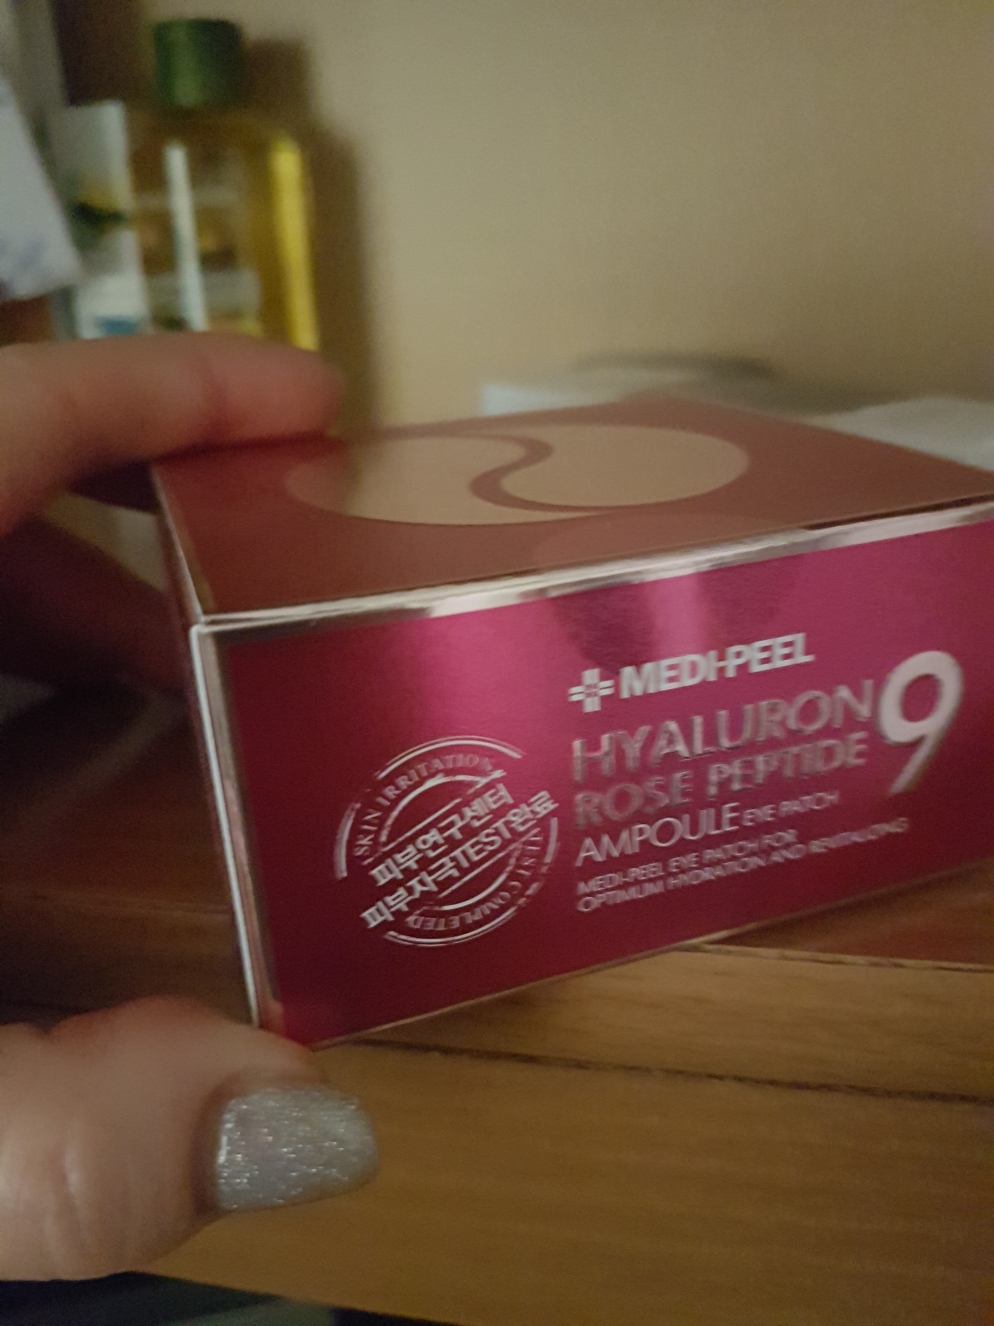 MEDI-PEEL
HYALURON
ROSE PEPTIDE 9
AMPOULE EYE PATCH
MEDI-PEEL EYE PATCH FOR
OPTIMUM HYDRATION AND REVITALIZING
SKIN IRRITATION
피부연구센터
피부자극TEST완료
TEST COMPLETED